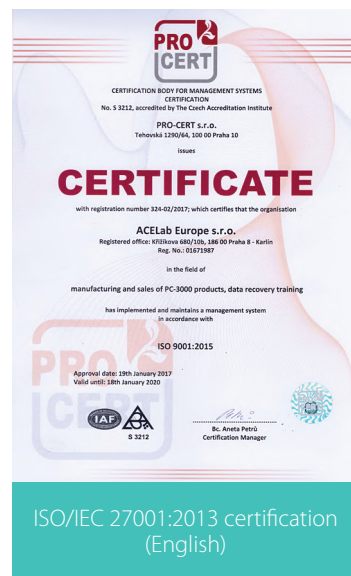 PRO
CERT
CERTIFICATION BODY FOR MANAGEMENT SYSTEMS
CERTIFICATION
No. S 3212, accredited by The Czech Accreditation Institute
PRO-CERT s.r.o.
Tehovská 1290/64, 100 00 Praha 10
issues
CERTIFICATE
with registration number 324-02/2017; which certifies that the organisation
ACELab Europe s.r.o.
Registered office: Křižíkova 680/10b, 186 00 Praha 8 - Karlín
Reg. No.: 01671987
in the field of
manufacturing and sales of PC-3000 products, data recovery training
has implemented and maintains a management system
in accordance with
ISO 9001:2015
PRO
CERT
Approval date: 19th January 2017
Valid until: 18th January 2020
IAF
S 3212
Bc. Aneta Petrů
Certification Manager
ISO/IEC 27001:2013 certification
(English)